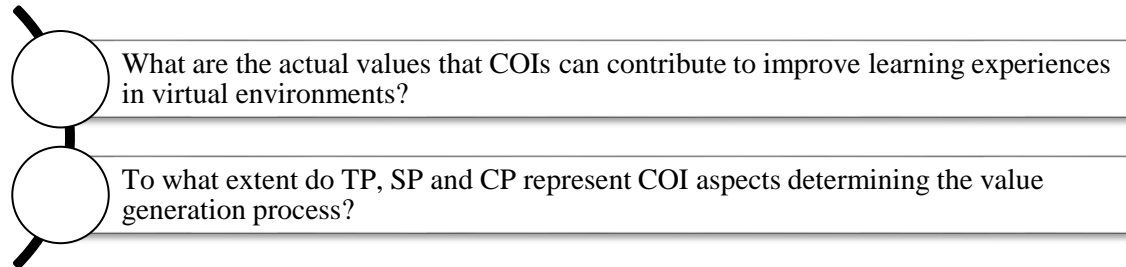 What are the actual values that COIs can contribute to improve learning experiences
in virtual environments?
To what extent do TP, SP and CP represent COI aspects determining the value
generation process?